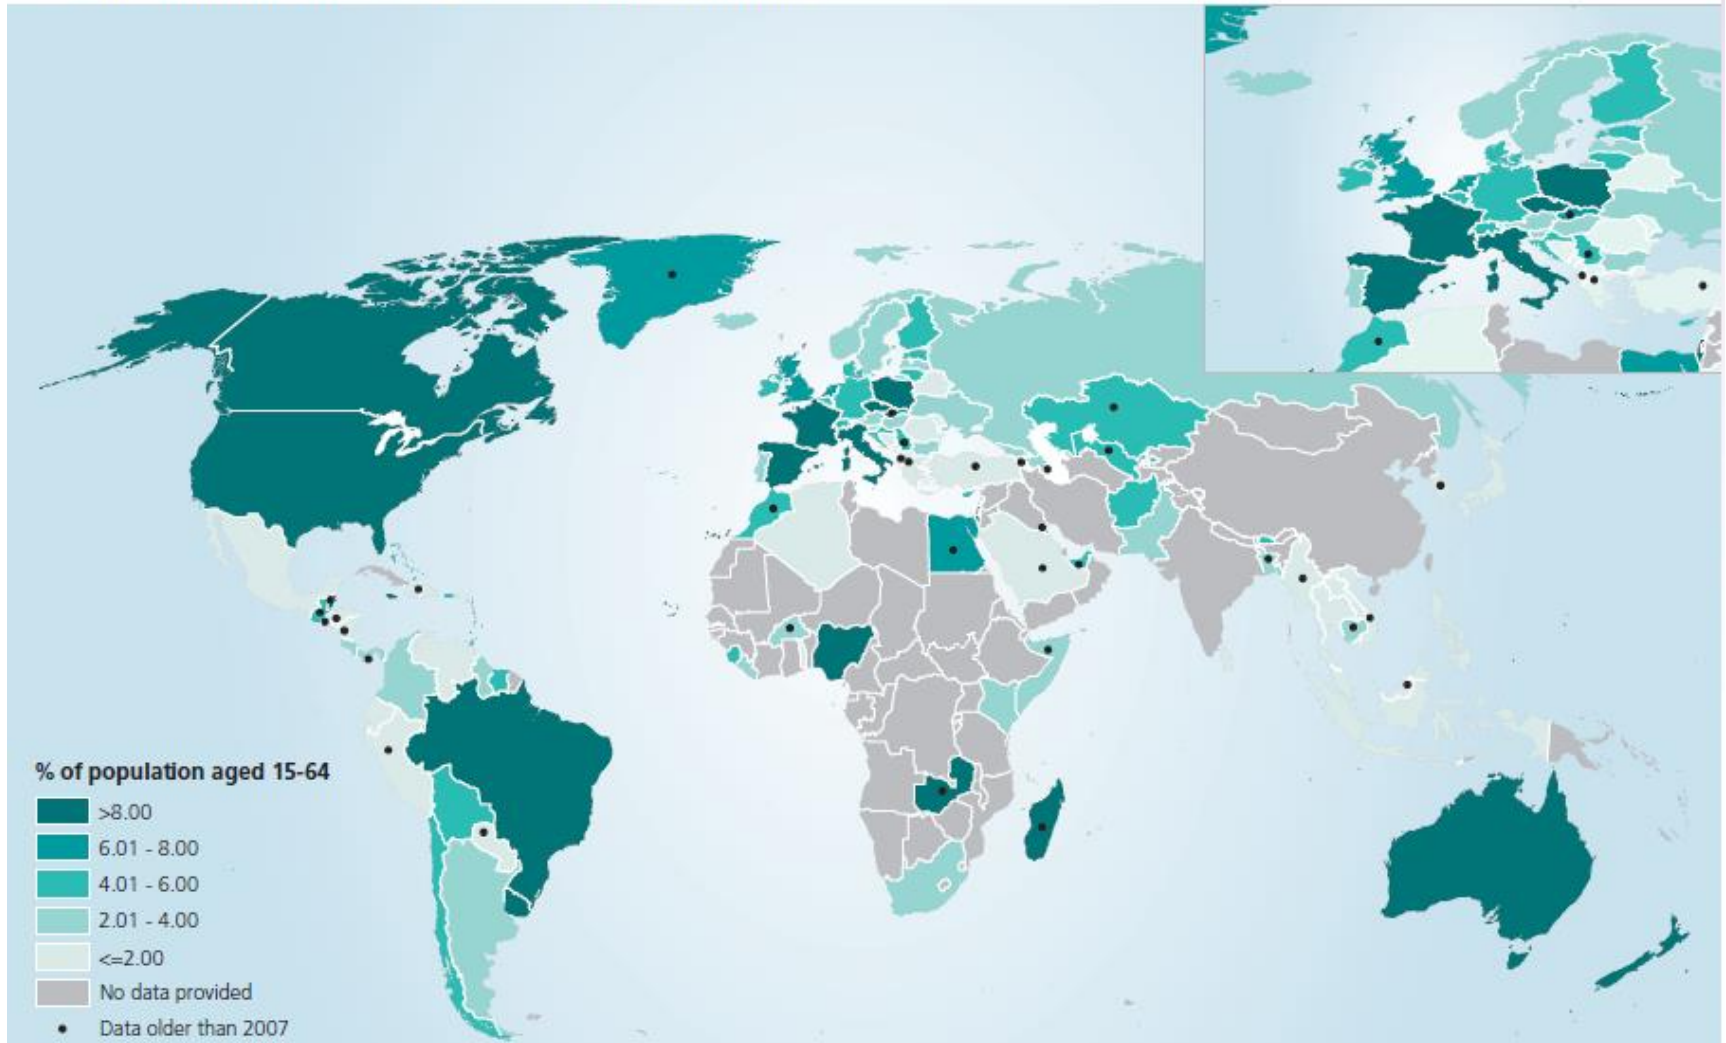 % of population aged 15-64
>8.00
6.01 - 8.00
4.01 - 6.00
2.01 - 4.00
<=2.00
No data provided
Data older than 2007